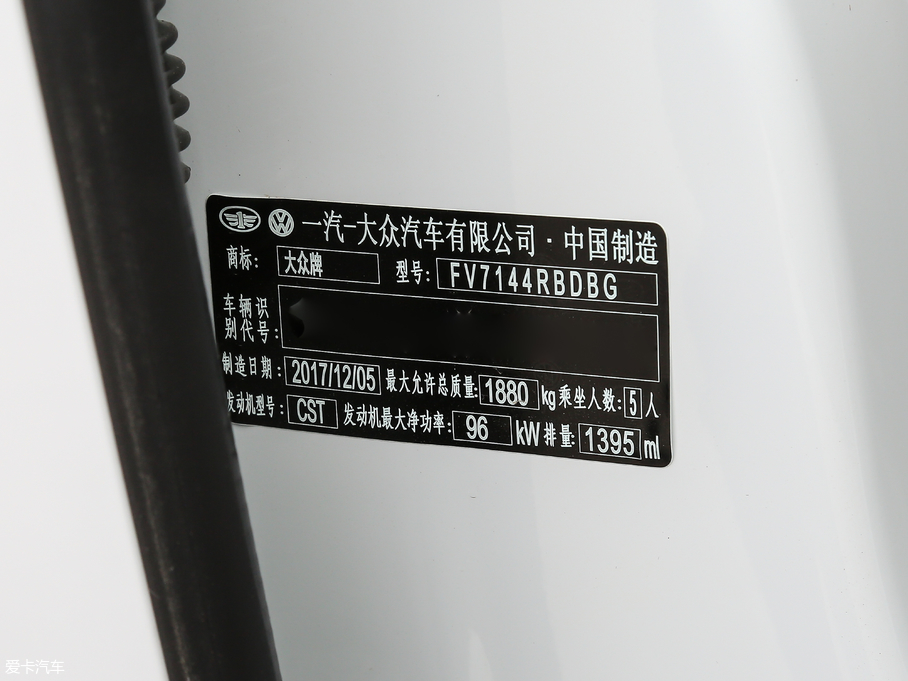 一汽-大众汽车有限公司·中国制造
商标: 大众牌 型号: FV7144RBDBG
车辆识
别代号:
制造日期: 2017/12/05 最大允许总质量: 1880 kg 乘坐人数: 5 人
发动机型号: CST 发动机最大净功率: 96 kW 排量: 1395 ml
爱卡汽车